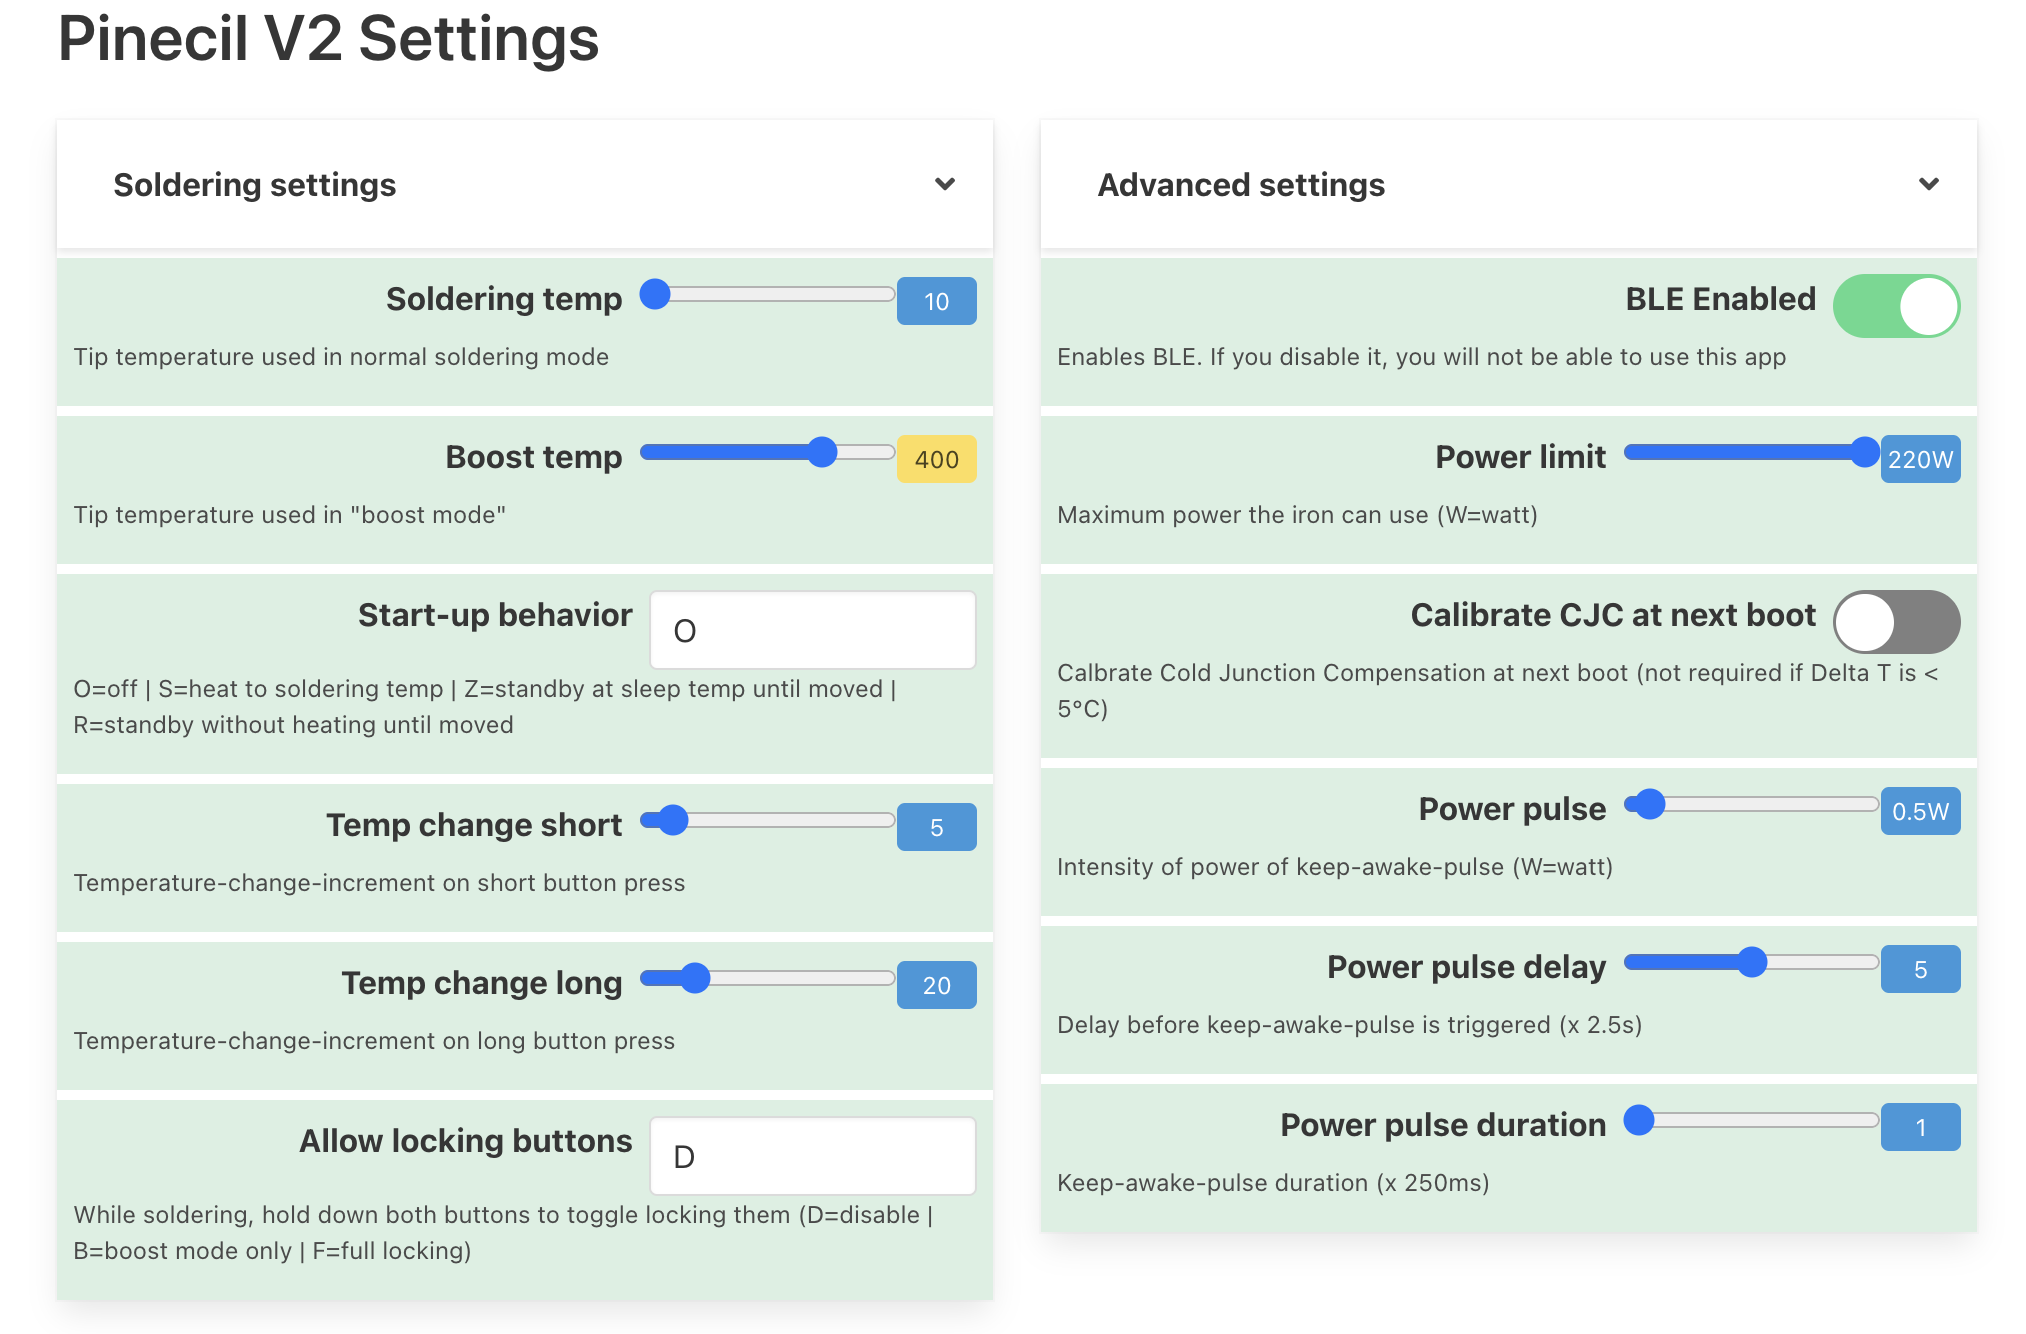 Pinecil V2 Settings
Soldering settings
Soldering temp
10
Tip temperature used in normal soldering mode
Boost temp
400
Tip temperature used in "boost mode"
Start-up behavior
O
O=off | S=heat to soldering temp | Z=standby at sleep temp until moved |
R=standby without heating until moved
Temp change short
5
Temperature-change-increment on short button press
Temp change long
20
Temperature-change-increment on long button press
Allow locking buttons
D
While soldering, hold down both buttons to toggle locking them (D=disable |
B=boost mode only | F=full locking)
Advanced settings
BLE Enabled
Enables BLE. If you disable it, you will not be able to use this app
Power limit
220W
Maximum power the iron can use (W=watt)
Calibrate CJC at next boot
Calbrate Cold Junction Compensation at next boot (not required if Delta T is <
5°C)
Power pulse
0.5W
Intensity of power of keep-awake-pulse (W=watt)
Power pulse delay
5
Delay before keep-awake-pulse is triggered (x 2.5s)
Power pulse duration
1
Keep-awake-pulse duration (x 250ms)